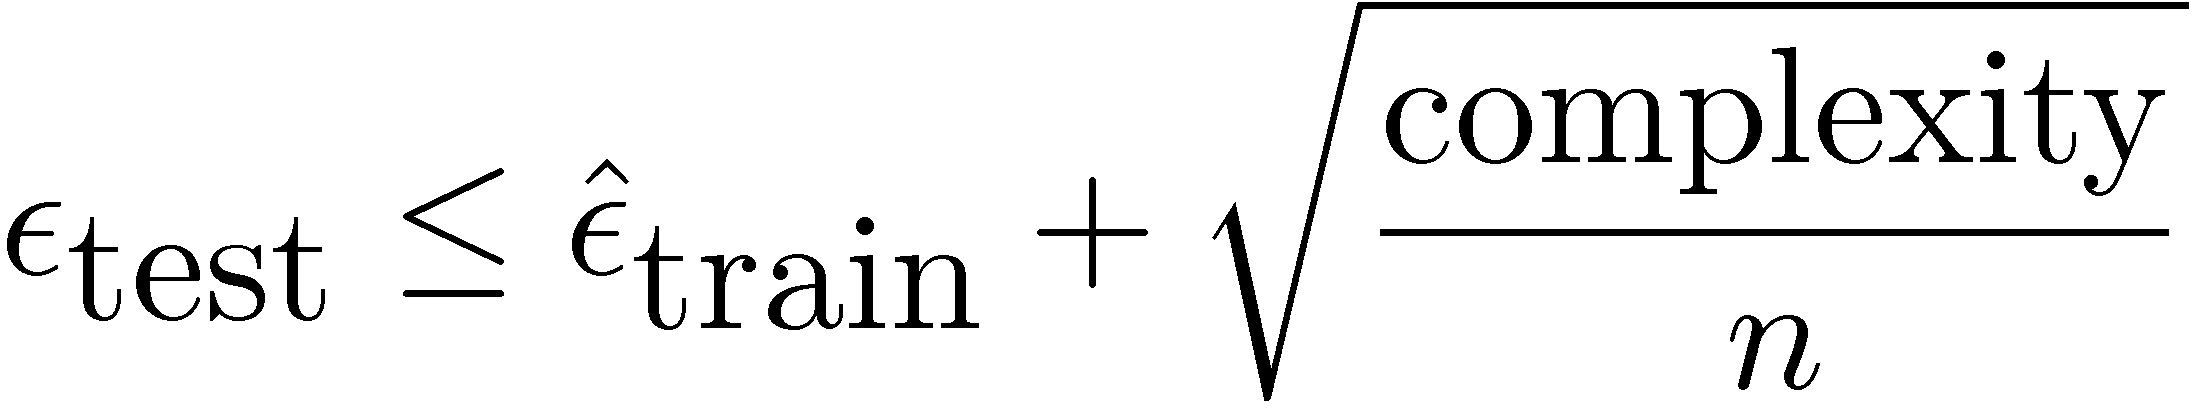 ϵ_test ≤ ϵ̂_train + √(complexity / n)